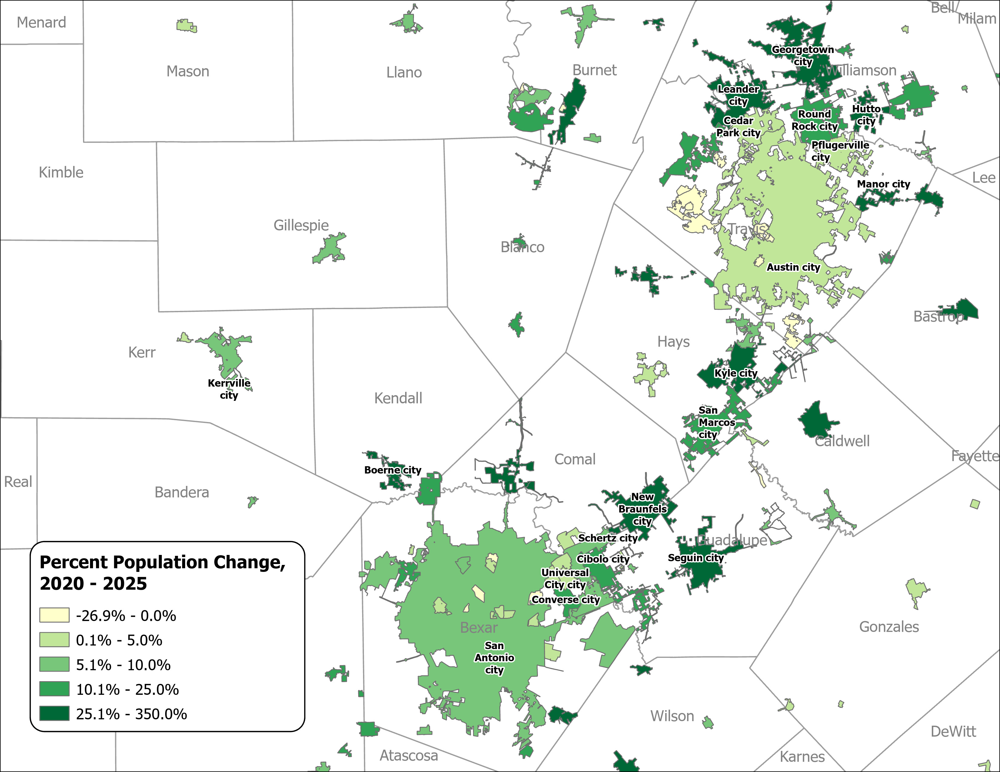 Menard
Bell
Milam
Mason
Llano
Burnet
Georgetown
city
Williamson
Leander
city
Hutto
city
Round
Rock city
Cedar
Park city
Pflugerville
city
Kimble
Lee
Manor city
Gillespie
Travis
Blanco
Austin city
Bastrop
Hays
Kerr
Kyle city
Kerrville
city
Kendall
San
Marcos
city
Caldwell
Fayette
Comal
Boerne city
Real
Bandera
New
Braunfels
city
Schertz city
Guadalupe
Seguin city
Cibolo city
Universal
City city
Converse city
Bexar
Gonzales
San
Antonio
city
Wilson
DeWitt
Atascosa
Karnes
Percent Population Change,
2020 - 2025
-26.9% - 0.0%
0.1% - 5.0%
5.1% - 10.0%
10.1% - 25.0%
25.1% - 350.0%